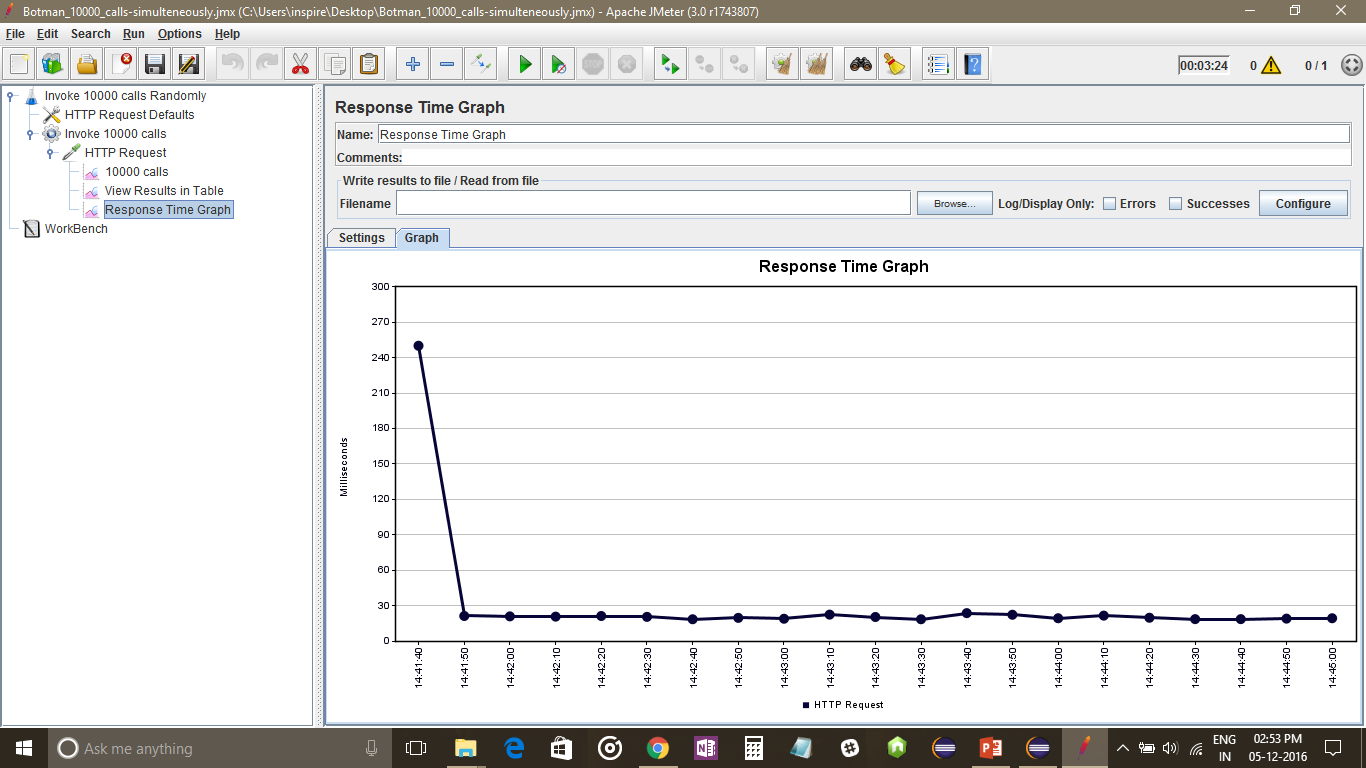 Botman_10000_calls-simulteneously.jmx (C:\Users\inspire\Desktop\Botman_10000_calls-simulteneously.jmx) - Apache JMeter (3.0 r1743807)
File Edit Search Run Options Help
STOP
00:03:24 0 0 / 1
Invoke 10000 calls Randomly
HTTP Request Defaults
Invoke 10000 calls
HTTP Request
10000 calls
View Results in Table
Response Time Graph
WorkBench
Response Time Graph
Name: Response Time Graph
Comments:
Write results to file / Read from file
Filename Browse... Log/Display Only: Errors Successes Configure
Settings Graph
Response Time Graph
Milliseconds
300
270
240
210
180
150
120
90
60
30
0
14:41:40 14:41:50 14:42:00 14:42:10 14:42:20 14:42:30 14:42:40 14:42:50 14:43:00 14:43:10 14:43:20 14:43:30 14:43:40 14:43:50 14:44:00 14:44:10 14:44:20 14:44:30 14:44:40 14:44:50 14:45:00
HTTP Request
Ask me anything
ENG 02:53 PM
IN 05-12-2016